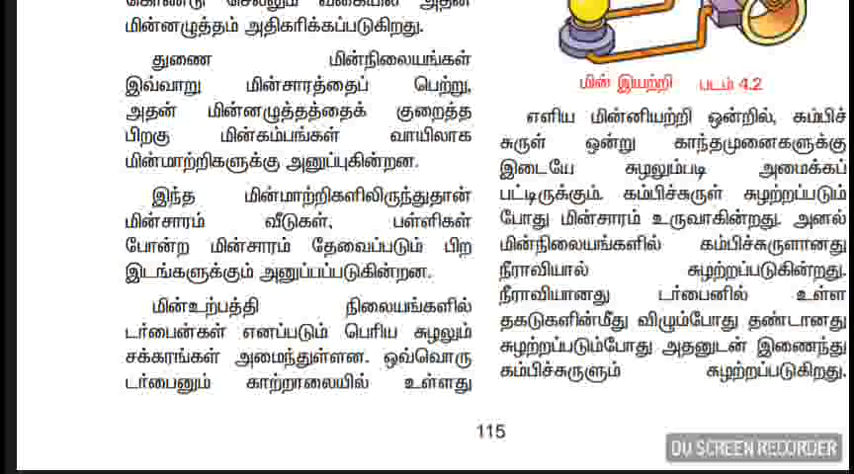 கொண்டு செல்லும் வகையில் அதன்
மின்னழுத்தம் அதிகரிக்கப்படுகிறது.
துணை மின்நிலையங்கள்
இவ்வாறு மின்சாரத்தைப் பெற்று,
அதன் மின்னழுத்தத்தைக் குறைத்த
பிறகு மின்கம்பங்கள் வாயிலாக
மின்மாற்றிகளுக்கு அனுப்புகின்றன.
இந்த மின்மாற்றிகளிலிருந்துதான்
மின்சாரம் வீடுகள், பள்ளிகள்
போன்ற மின்சாரம் தேவைப்படும் பிற
இடங்களுக்கும் அனுப்பப்படுகின்றன.
மின்உற்பத்தி நிலையங்களில்
டர்பைன்கள் எனப்படும் பெரிய சுழலும்
சக்கரங்கள் அமைந்துள்ளன. ஒவ்வொரு
டர்பைனும் காற்றாலையில் உள்ளது
மின் இயற்றி படம் 4.2
எளிய மின்னியற்றி ஒன்றில், கம்பிச்
சுருள் ஒன்று காந்தமுனைகளுக்கு
இடையே சுழலும்படி அமைக்கப்
பட்டிருக்கும். கம்பிச்சுருள் சுழற்றப்படும்
போது மின்சாரம் உருவாகின்றது. அனல்
மின்நிலையங்களில் கம்பிச்சுருளானது
நீராவியால் சுழற்றப்படுகின்றது.
நீராவியானது டர்பைனில் உள்ள
தகடுகளின்மீது விழும்போது தண்டானது
சுழற்றப்படும்போது அதனுடன் இணைந்து
கம்பிச்சுருளும் சுழற்றப்படுகிறது.
115
DU SCREEN RECORDER